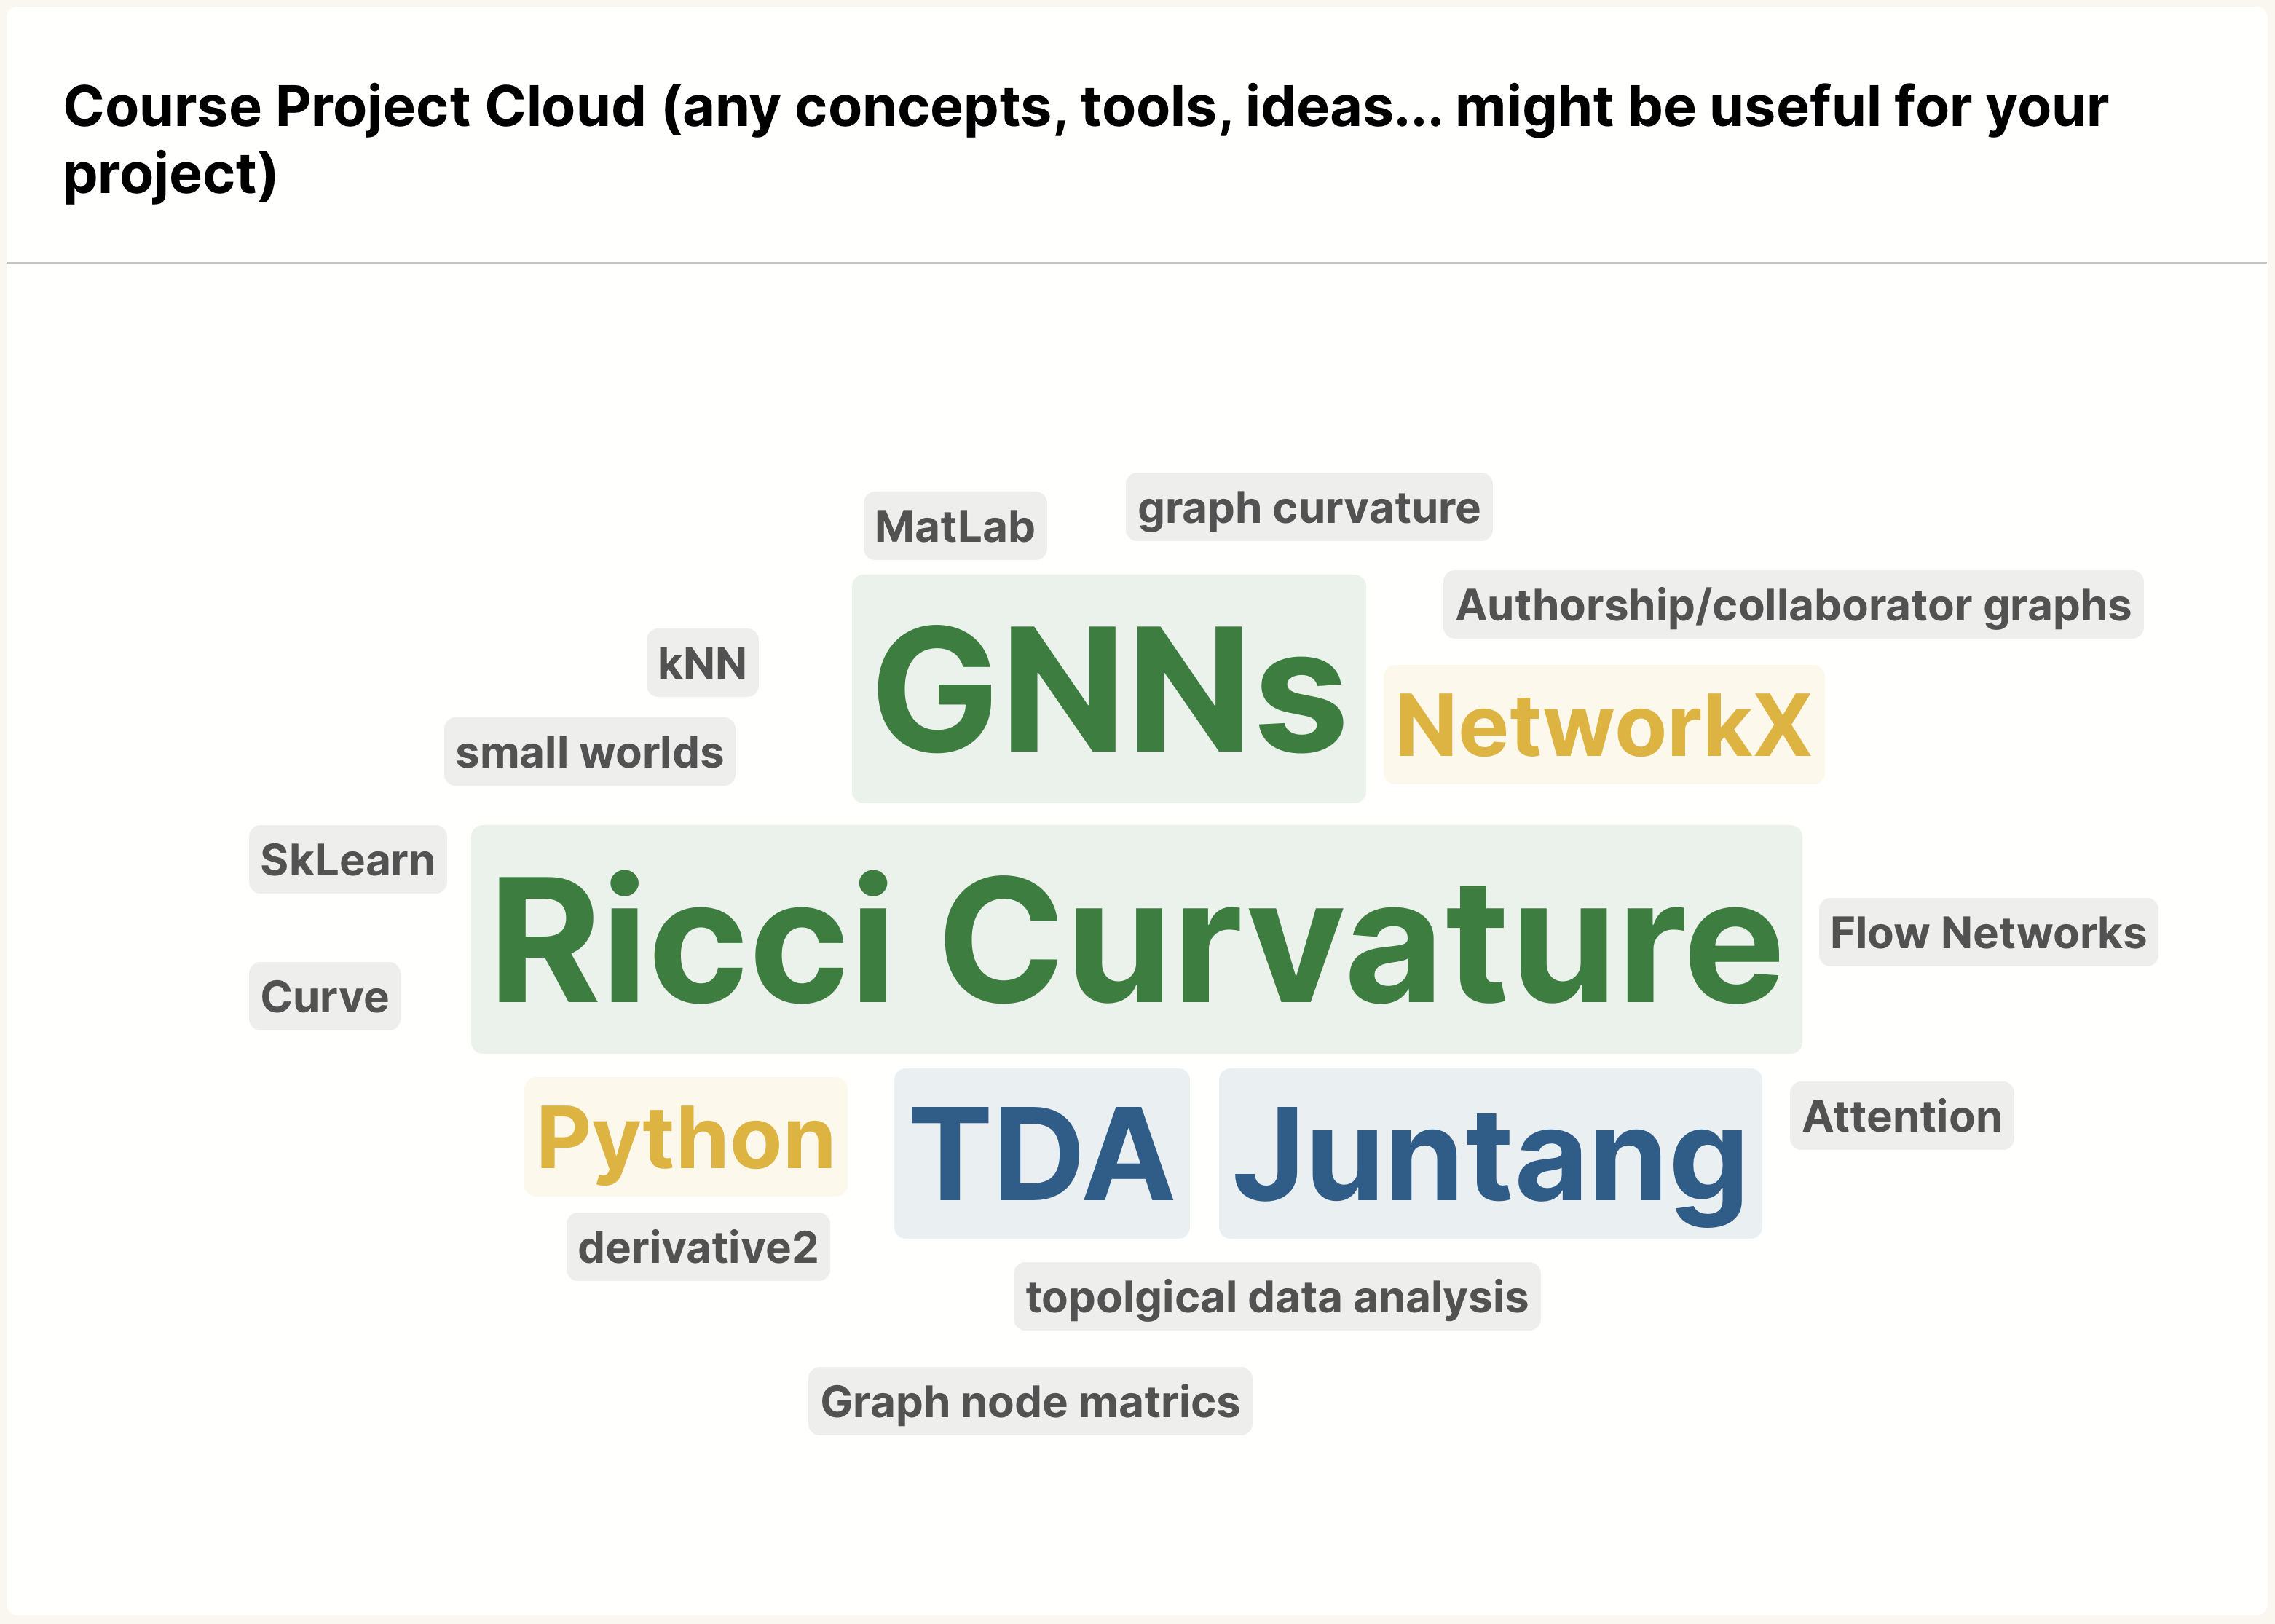 Course Project Cloud (any concepts, tools, ideas... might be useful for your
project)
graph curvature
MatLab
Authorship/collaborator graphs
kNN
GNNs
NetworkX
small worlds
SkLearn
Ricci Curvature
Flow Networks
Curve
Python
TDA
Juntang
Attention
derivative2
topolgical data analysis
Graph node matrics